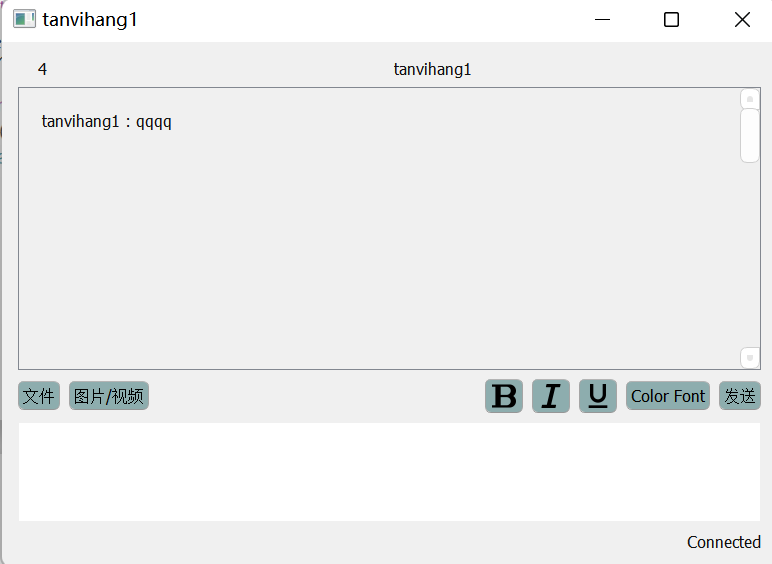 tanvihang1
4 tanvihang1
tanvihang1 : qqqq
文件 图片/视频 B I U Color Font 发送
Connected